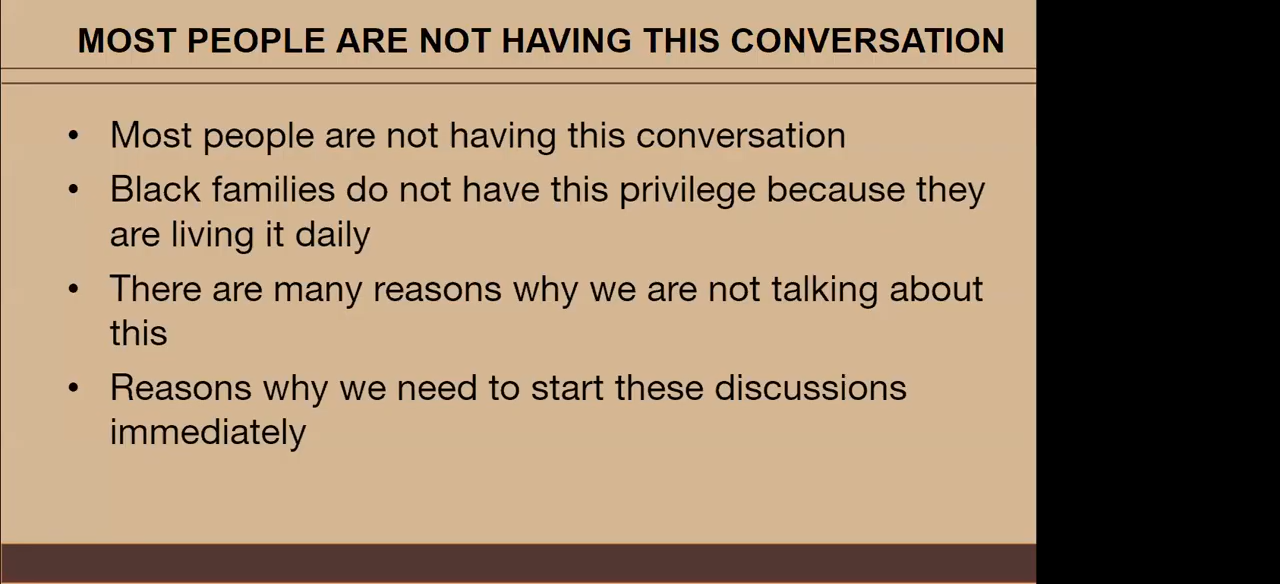 MOST PEOPLE ARE NOT HAVING THIS CONVERSATION
• Most people are not having this conversation
• Black families do not have this privilege because they
are living it daily
• There are many reasons why we are not talking about
this
• Reasons why we need to start these discussions
immediately